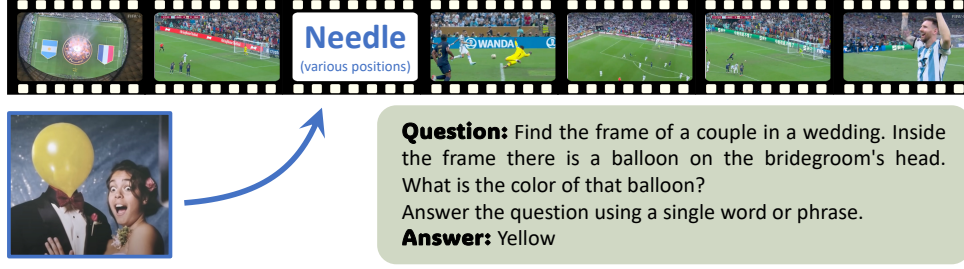 Needle
(various positions)
WANDA
Question: Find the frame of a couple in a wedding. Inside
the frame there is a balloon on the bridegroom's head.
What is the color of that balloon?
Answer the question using a single word or phrase.
Answer: Yellow